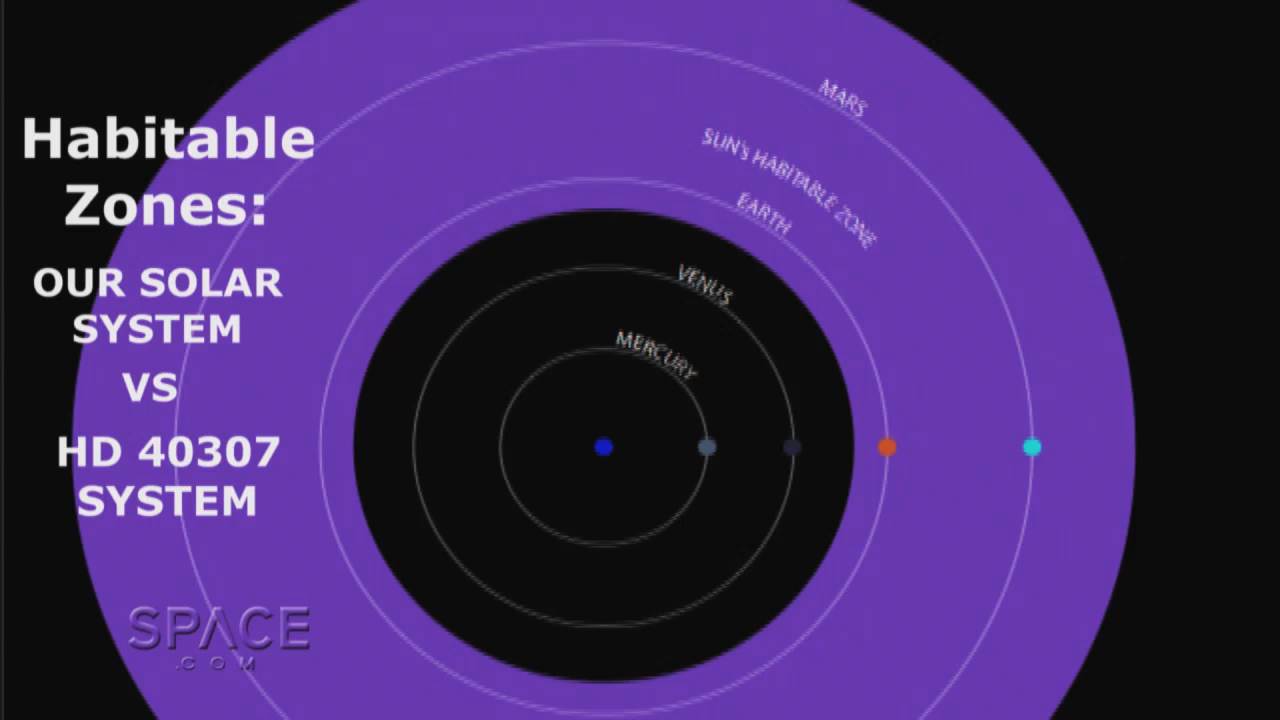 Habitable
Zones:
OUR SOLAR
SYSTEM
VS
HD 40307
SYSTEM
MARS
SUN'S HABITABLE ZONE
EARTH
VENUS
MERCURY
SPACE
.COM